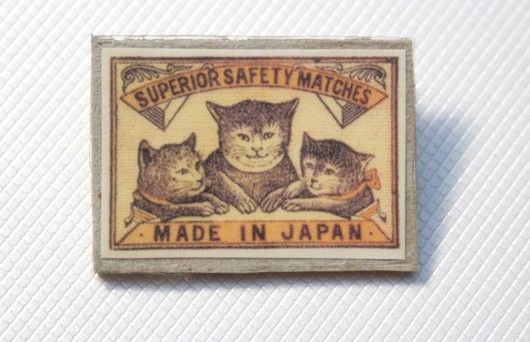 SUPERIOR SAFETY MATCHES
· MADE IN JAPAN ·